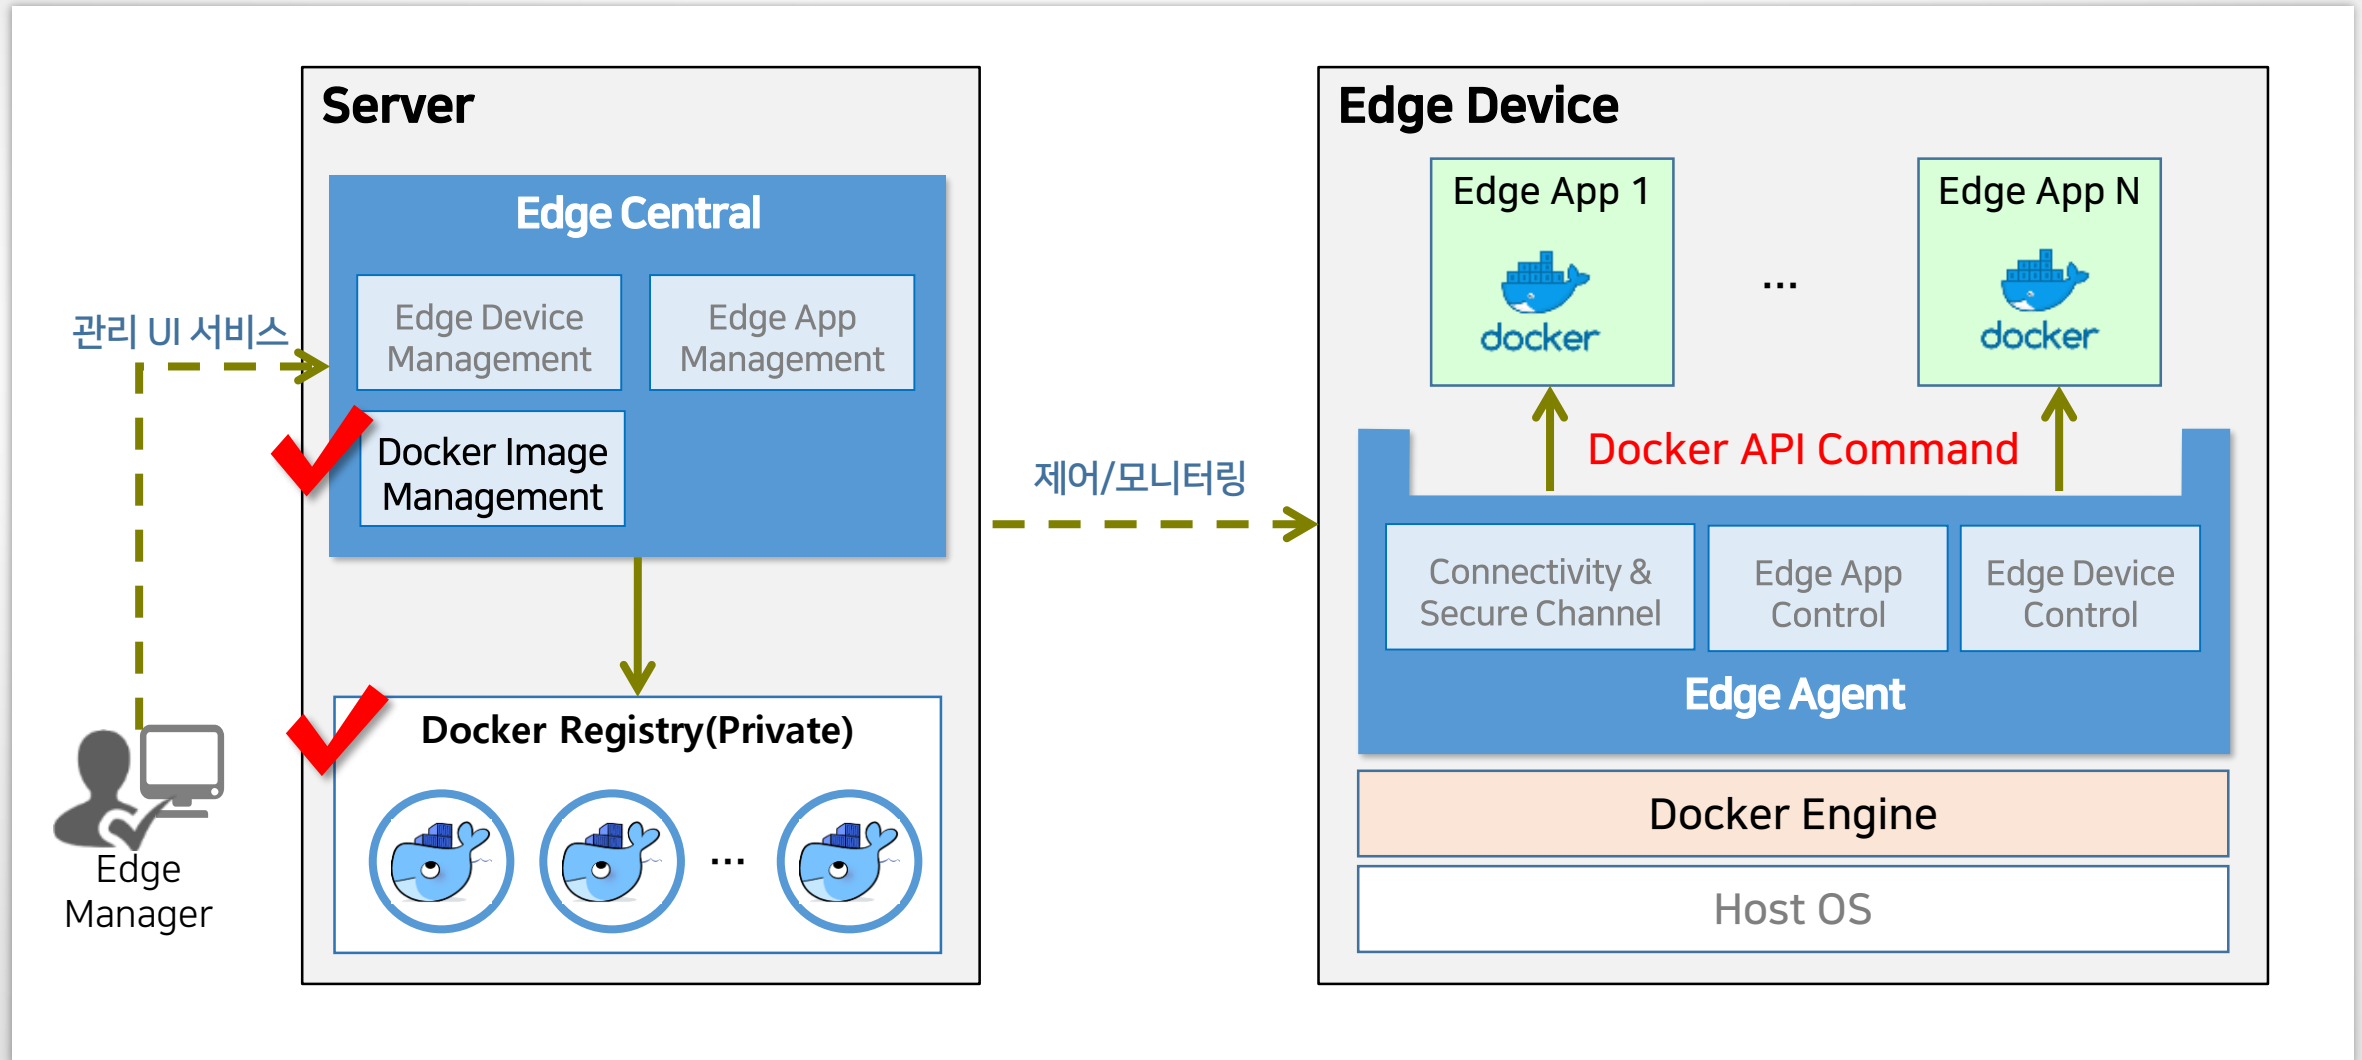 Server
Edge Central
Edge Device
Management
Edge App
Management
Docker Image
Management
관리 UI 서비스
Docker Registry(Private)
...
Edge
Manager
제어/모니터링
Edge Device
Edge App 1
docker
...
Edge App N
docker
Docker API Command
Connectivity &
Secure Channel
Edge App
Control
Edge Device
Control
Edge Agent
Docker Engine
Host OS